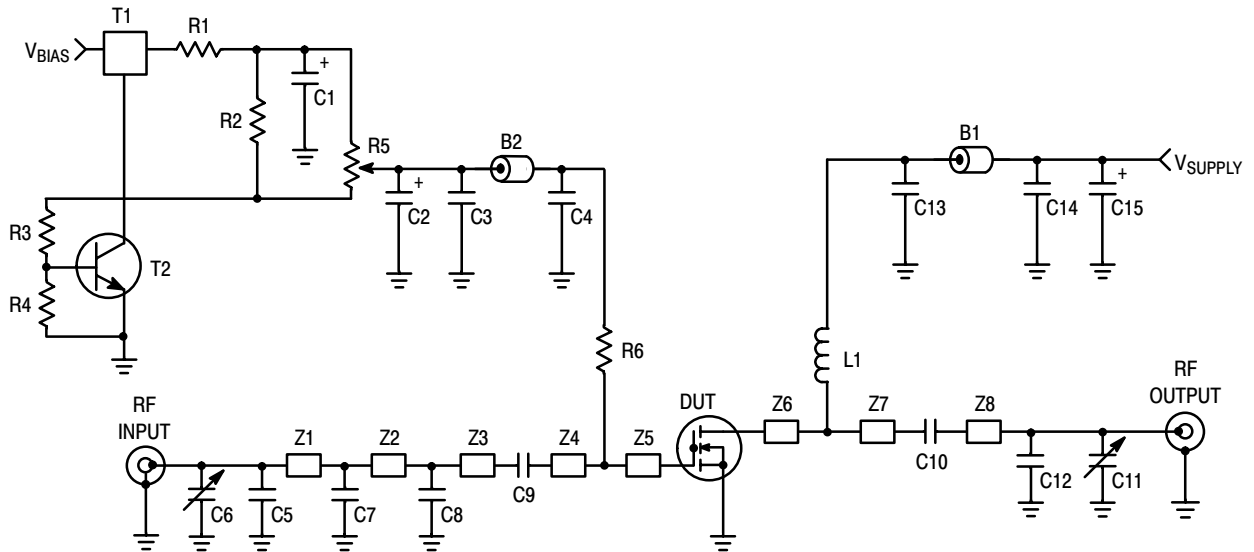 T1
R1
V_BIAS
C1
R2
R5
B2
B1
V_SUPPLY
C2
C3
C4
C13
C14
C15
R3
T2
R4
R6
L1
RF
INPUT
RF
OUTPUT
DUT
Z1
Z2
Z3
Z4
Z5
Z6
Z7
Z8
C9
C10
C6
C5
C7
C8
C12
C11
+
+
+